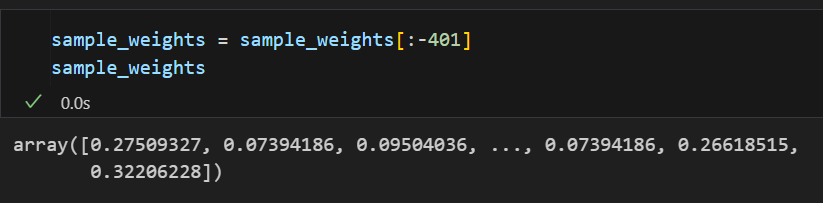 sample_weights = sample_weights[:-401]
sample_weights
0.0s
array([0.27509327, 0.07394186, 0.09504036, ..., 0.07394186, 0.26618515,
0.32206228])